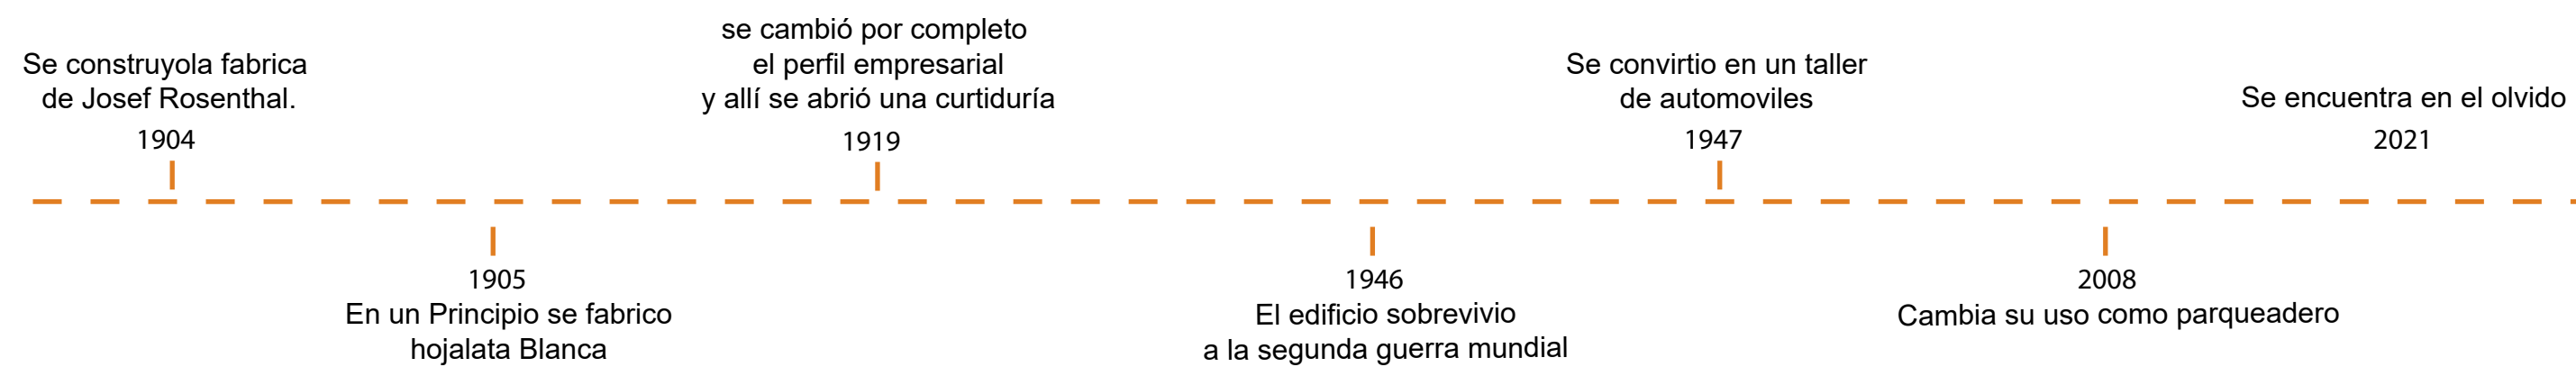 Se construyola fabrica
de Josef Rosenthal.
1904
1905
En un Principio se fabrico
hojalata Blanca
se cambió por completo
el perfil empresarial
y allí se abrió una curtiduría
1919
1946
El edificio sobrevivio
a la segunda guerra mundial
Se convirtio en un taller
de automoviles
1947
2008
Cambia su uso como parqueadero
Se encuentra en el olvido
2021